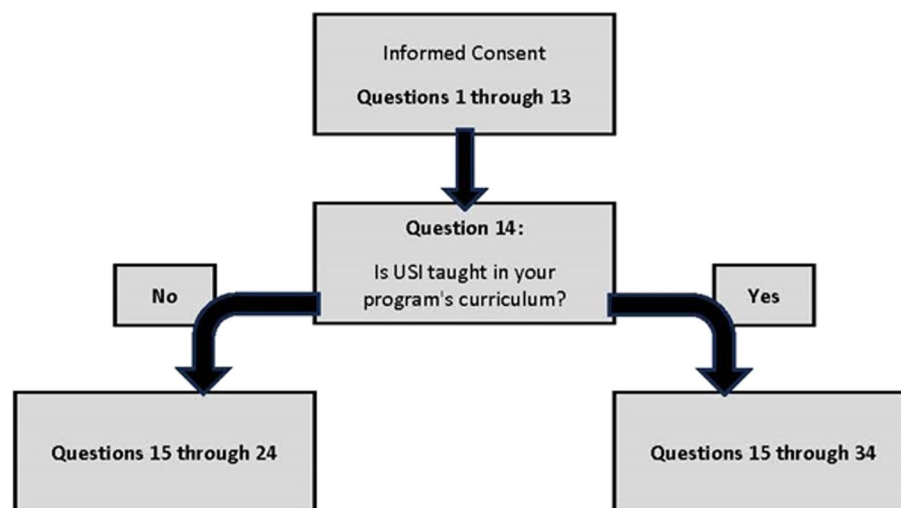 Informed Consent
Questions 1 through 13
Question 14:
Is USI taught in your
program's curriculum?
No
Yes
Questions 15 through 24
Questions 15 through 34